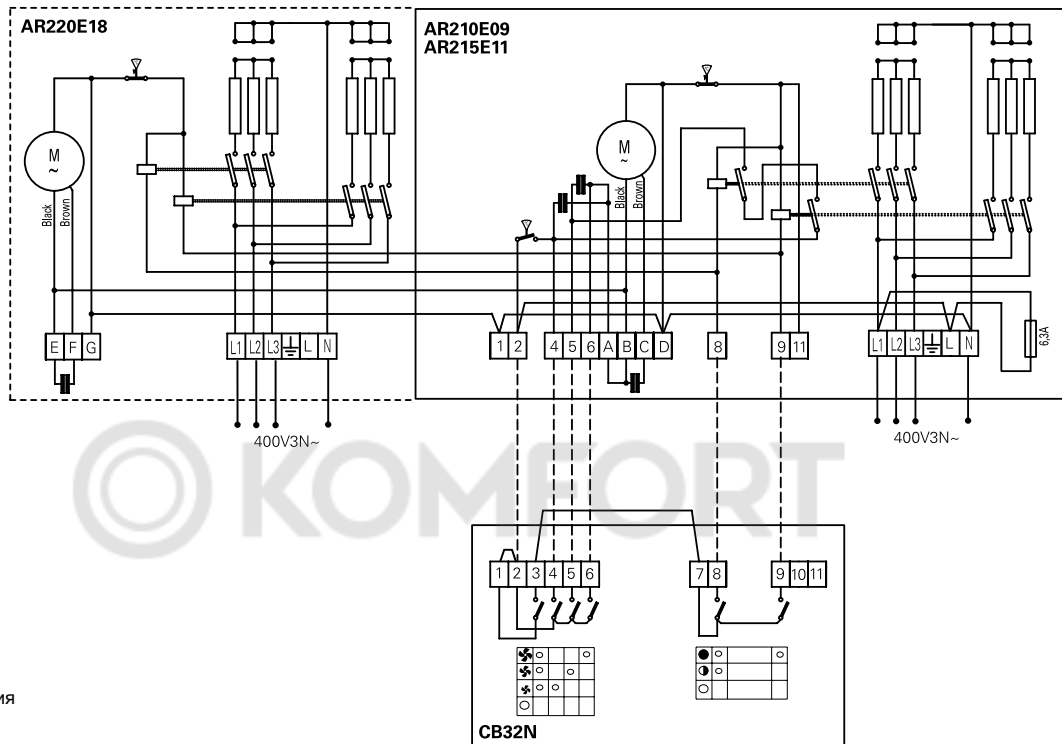 AR220E18
AR210E09
AR215E11
M
~
Black
Brown
M
~
Black
Brown
E F G
L1 L2 L3 L N
1 2
4 5 6 A B C D
8
9 11
L1 L2 L3 L N
6,3A
400V3N~
400V3N~
KOMFORT
1 2 3 4 5 6
7 8
9 10 11
ия
CB32N